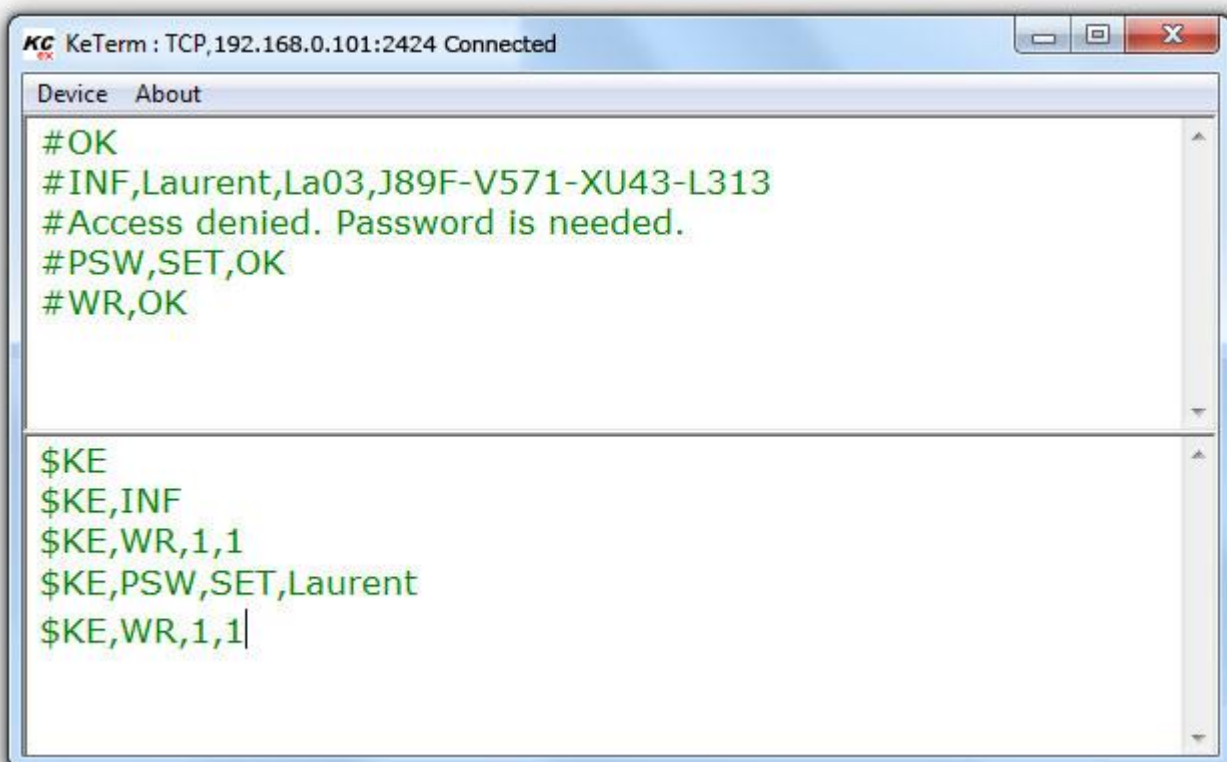 KC ex KeTerm : TCP,192.168.0.101:2424 Connected
Device About
#OK
#INF,Laurent,La03,J89F-V571-XU43-L313
#Access denied. Password is needed.
#PSW,SET,OK
#WR,OK
$KE
$KE,INF
$KE,WR,1,1
$KE,PSW,SET,Laurent
$KE,WR,1,1